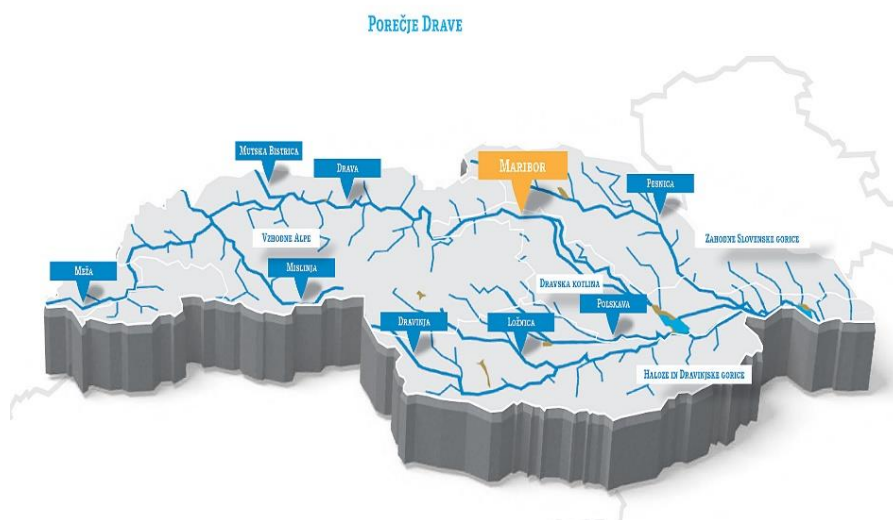 Porečje Drave
Mutska Bistrica
Drava
Maribor
Pesnica
Vzhodne Alpe
Zahodne Slovenske gorice
Meža
Mislinja
Dravska kotlina
Polskava
Dravinja
Ložnica
Haloze in Dravinjske gorice